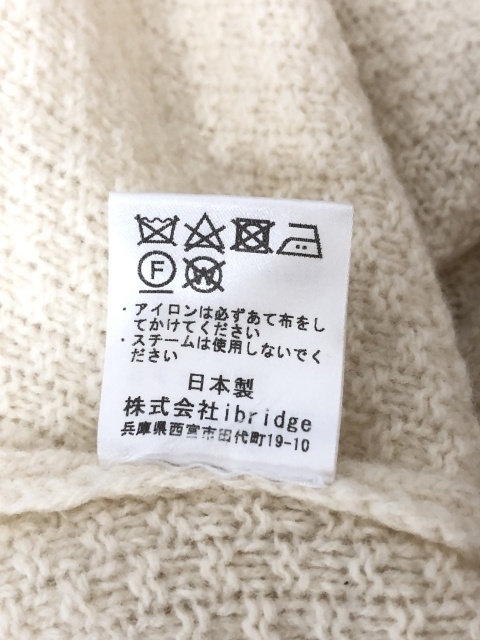 F W
・アイロンは必ずあて布をし
てかけてください
・スチームは使用しないでく
ださい
日本製
株式会社ibridge
兵庫県西宮市田代町19-10